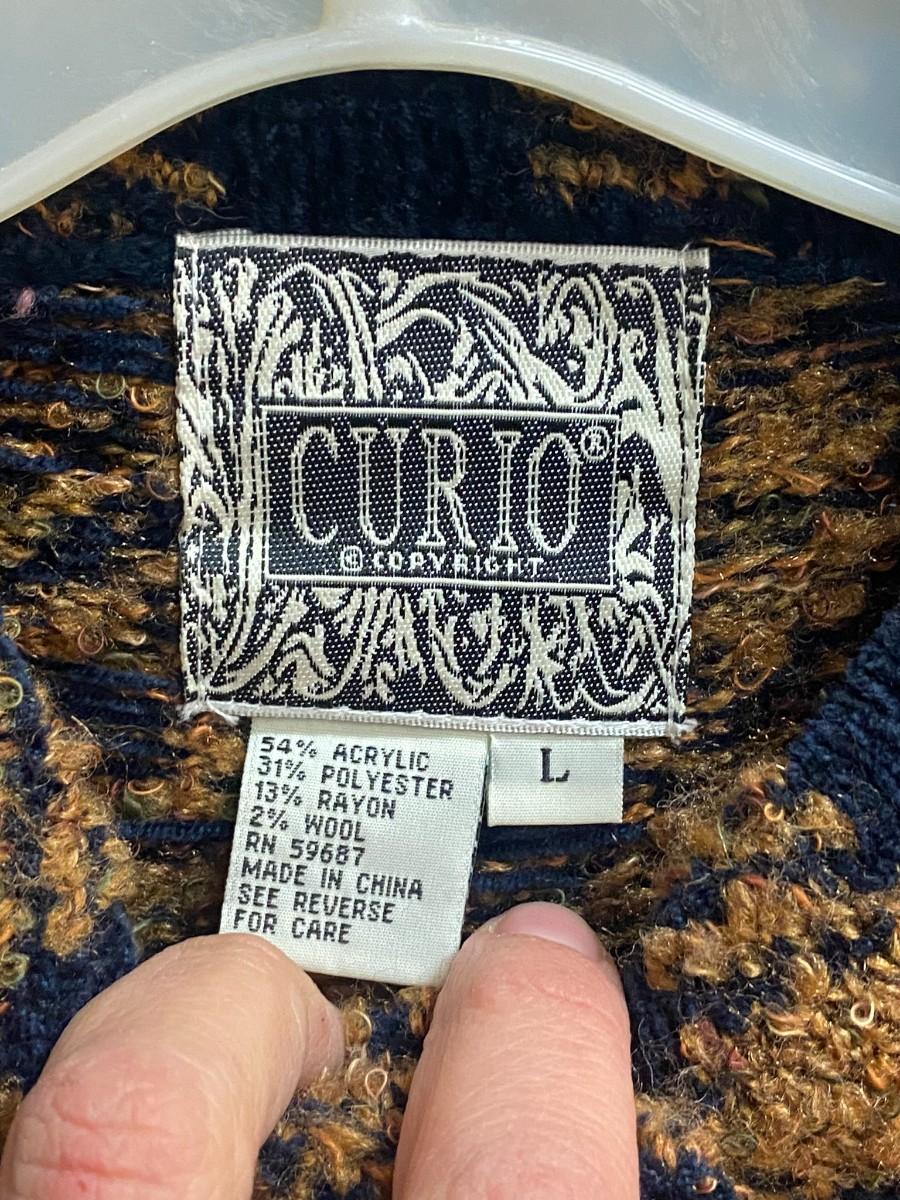 CURIO®
© COPYRIGHT
54% ACRYLIC
31% POLYESTER
13% RAYON
2% WOOL
RN 59687
MADE IN CHINA
SEE REVERSE
FOR CARE
L